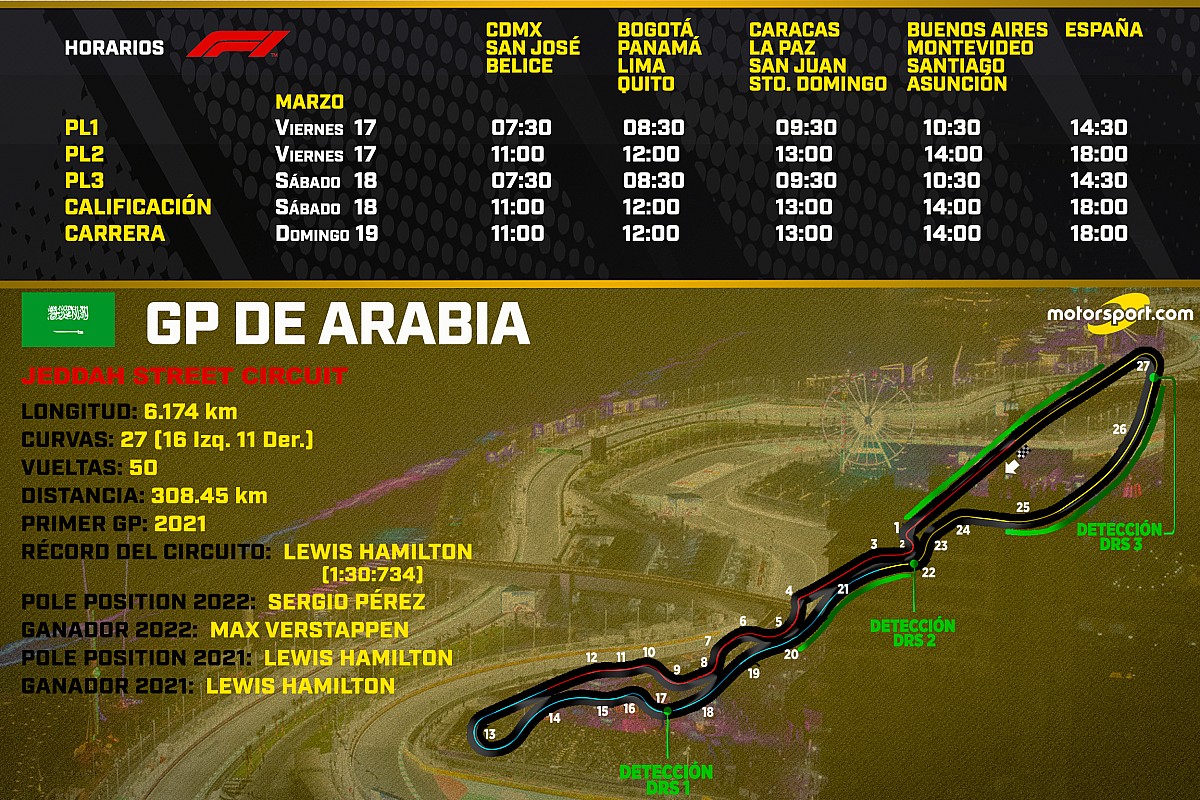 HORARIOS F1
CDMX
SAN JOSÉ
BELICE
BOGOTÁ
PANAMÁ
LIMA
QUITO
CARACAS
LA PAZ
SAN JUAN
STO. DOMINGO
BUENOS AIRES
MONTEVIDEO
SANTIAGO
ASUNCIÓN
ESPAÑA
MARZO
PL1 VIERNES 17 07:30 08:30 09:30 10:30 14:30
PL2 VIERNES 17 11:00 12:00 13:00 14:00 18:00
PL3 SÁBADO 18 07:30 08:30 09:30 10:30 14:30
CALIFICACIÓN SÁBADO 18 11:00 12:00 13:00 14:00 18:00
CARRERA DOMINGO 19 11:00 12:00 13:00 14:00 18:00
GP DE ARABIA
motorsport.com
JEDDAH STREET CIRCUIT
LONGITUD: 6.174 km
CURVAS: 27 (16 Izq. 11 Der.)
VUELTAS: 50
DISTANCIA: 308.45 km
PRIMER GP: 2021
RÉCORD DEL CIRCUITO: LEWIS HAMILTON
(1:30:734)
POLE POSITION 2022: SERGIO PÉREZ
GANADOR 2022: MAX VERSTAPPEN
POLE POSITION 2021: LEWIS HAMILTON
GANADOR 2021: LEWIS HAMILTON
27
26
25
24
23
22
21
20
19
18
17
16
15
14
13
12
11
10
9
8
7
6
5
4
3
2
1
DETECCIÓN
DRS 3
DETECCIÓN
DRS 2
DETECCIÓN
DRS 1